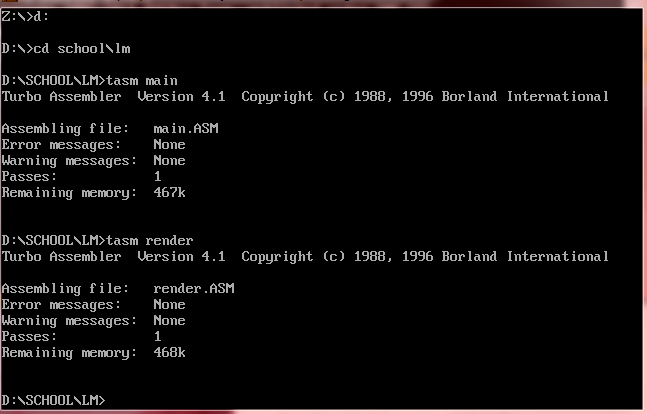 Z:\>d:
D:\>cd school\lm
D:\SCHOOL\LM>tasm main
Turbo Assembler  Version 4.1  Copyright (c) 1988, 1996 Borland International
Assembling file:   main.ASM
Error messages:    None
Warning messages:  None
Passes:            1
Remaining memory:  467k
D:\SCHOOL\LM>tasm render
Turbo Assembler  Version 4.1  Copyright (c) 1988, 1996 Borland International
Assembling file:   render.ASM
Error messages:    None
Warning messages:  None
Passes:            1
Remaining memory:  468k
D:\SCHOOL\LM>